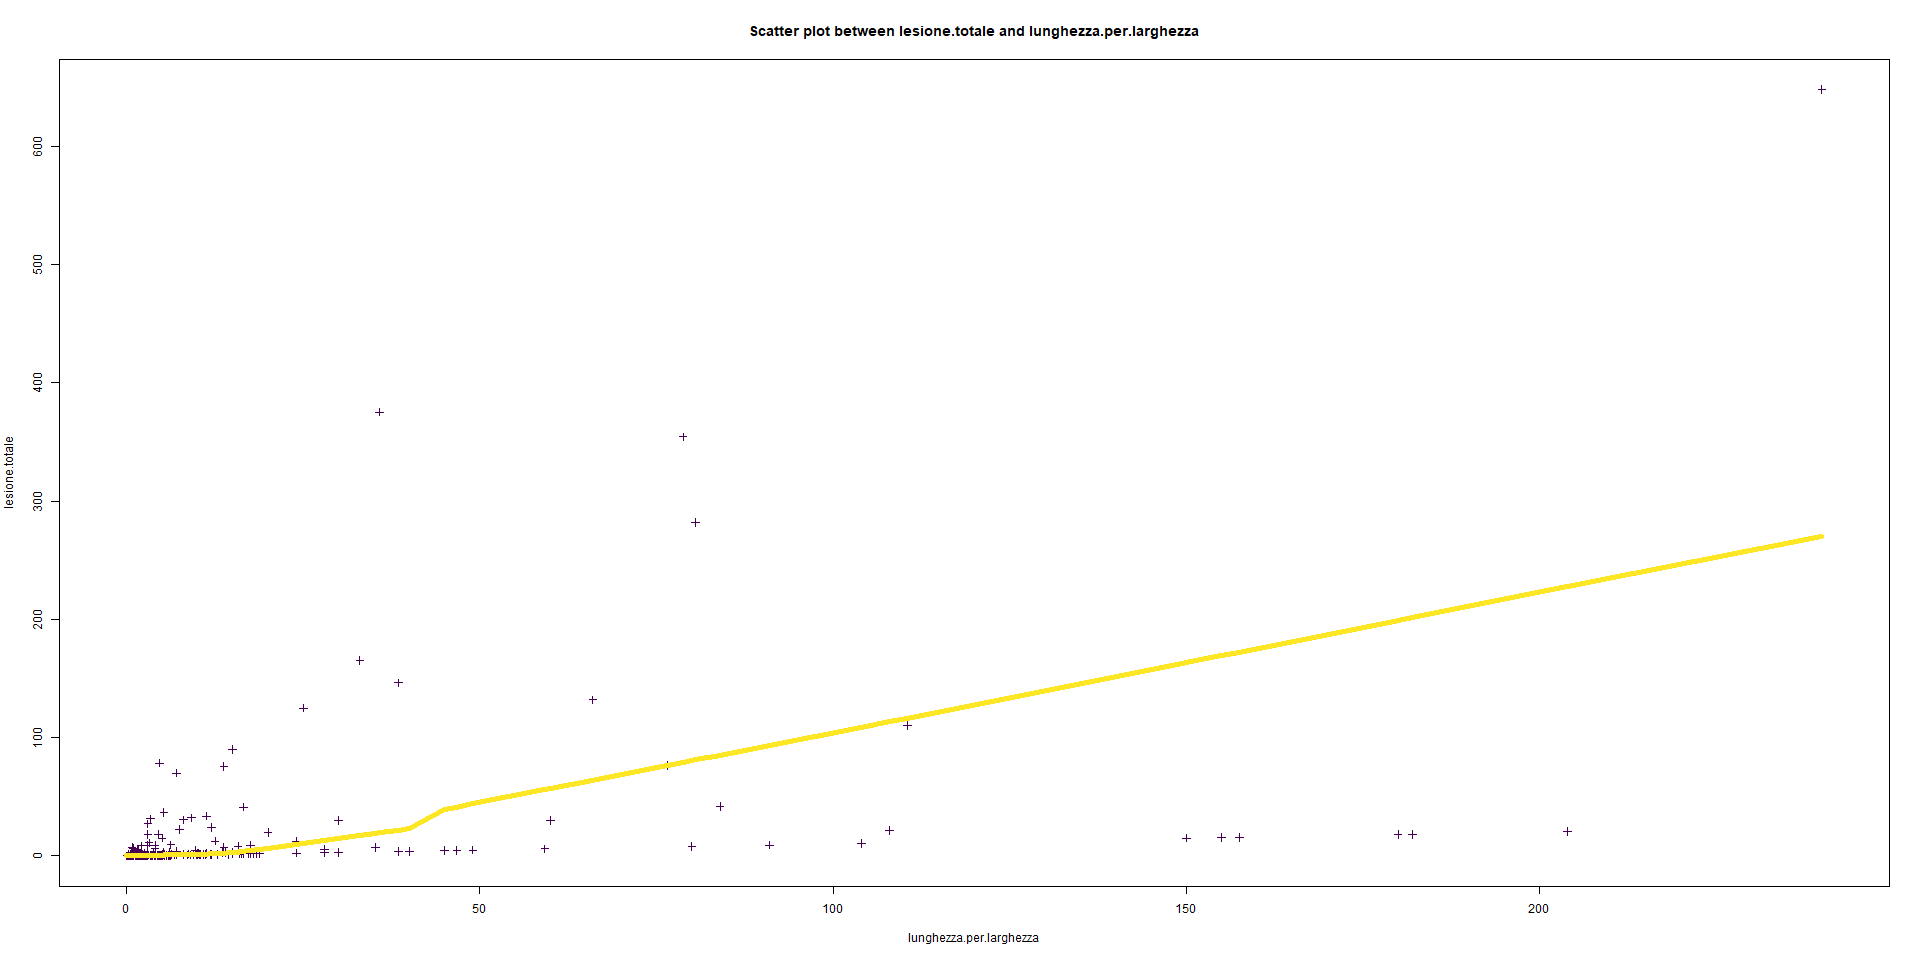 Scatter plot between lesione.totale and lunghezza.per.larghezza
600
500
400
300
200
100
0
lesione.totale
0 50 100 150 200
lunghezza.per.larghezza